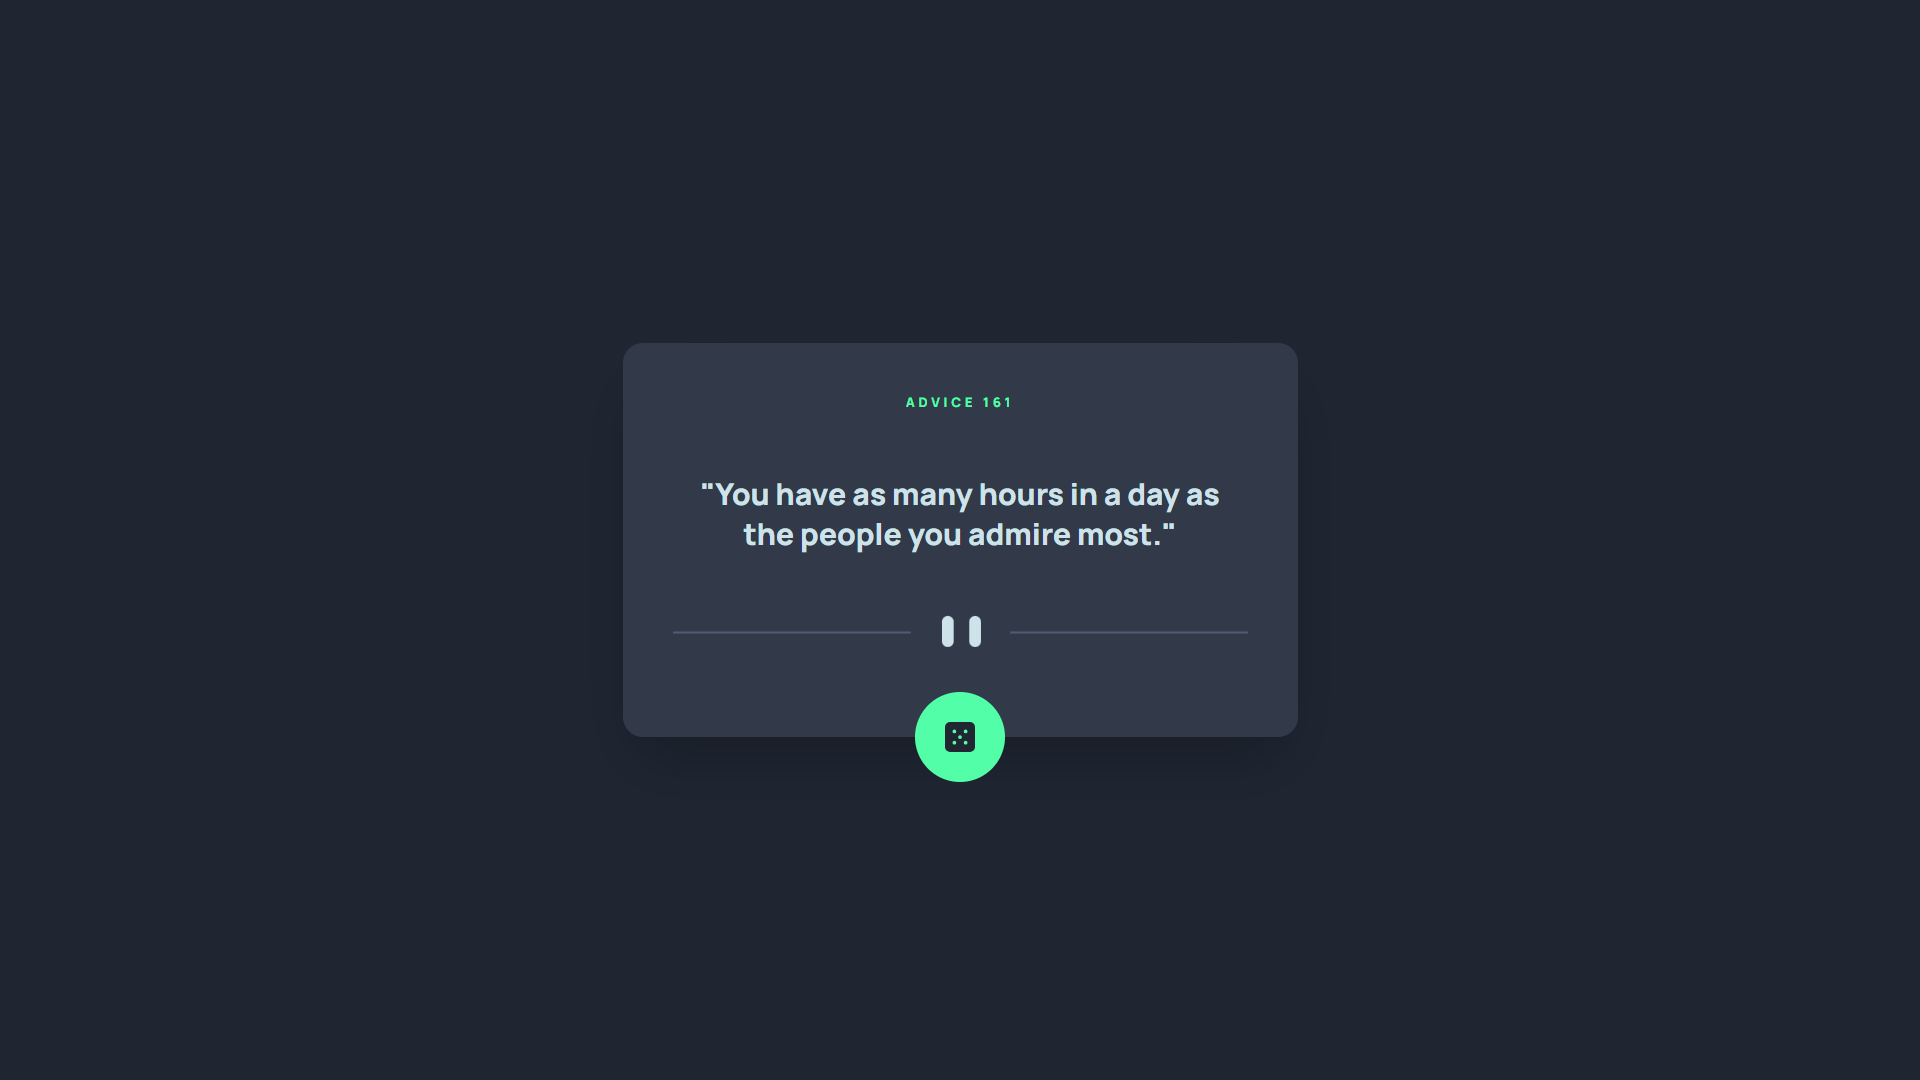 ADVICE 161
"You have as many hours in a day as
the people you admire most."